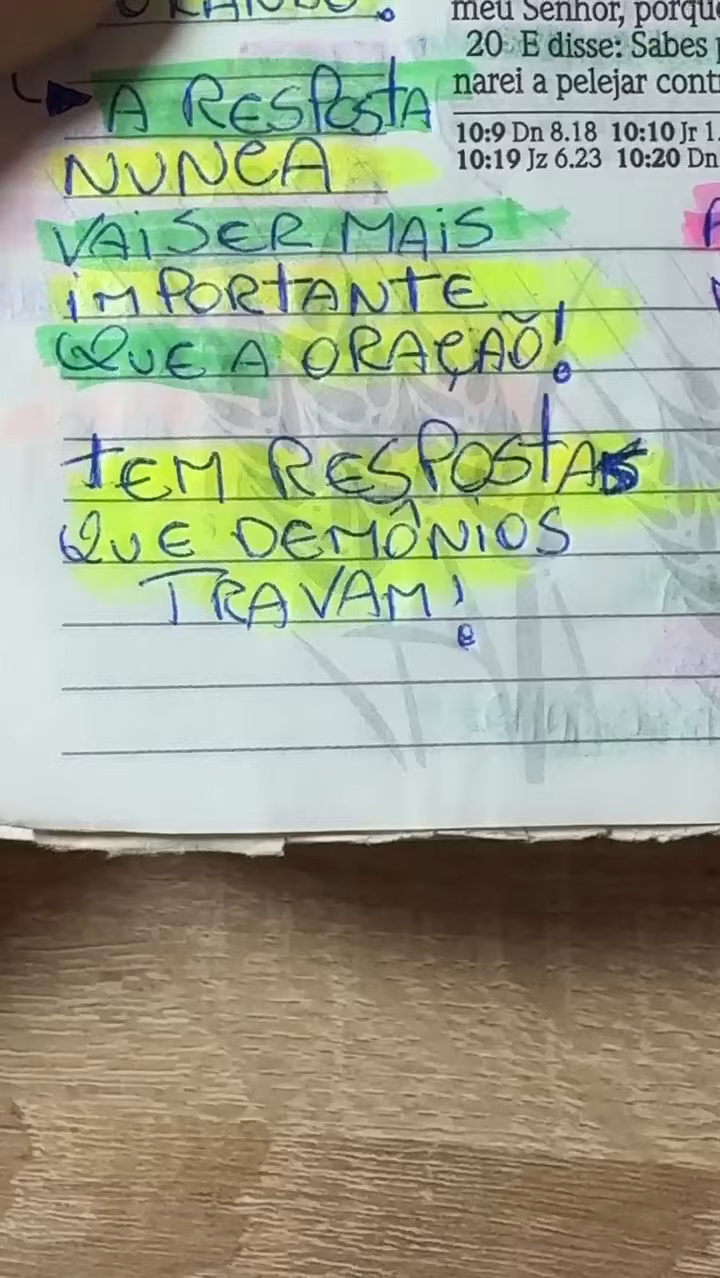 ORANDO!
A RESPOSTA
NUNCA
VAI SER MAIS
IMPORTANTE
QUE A ORAÇÃO!
TEM RESPOSTAS
QUE DEMÔNIOS
TRAVAM!
meu Senhor, porque
20 E disse: Sabes
narei a pelejar cont
10:9 Dn 8.18 10:10 Jr 1.
10:19 Jz 6.23 10:20 Dn